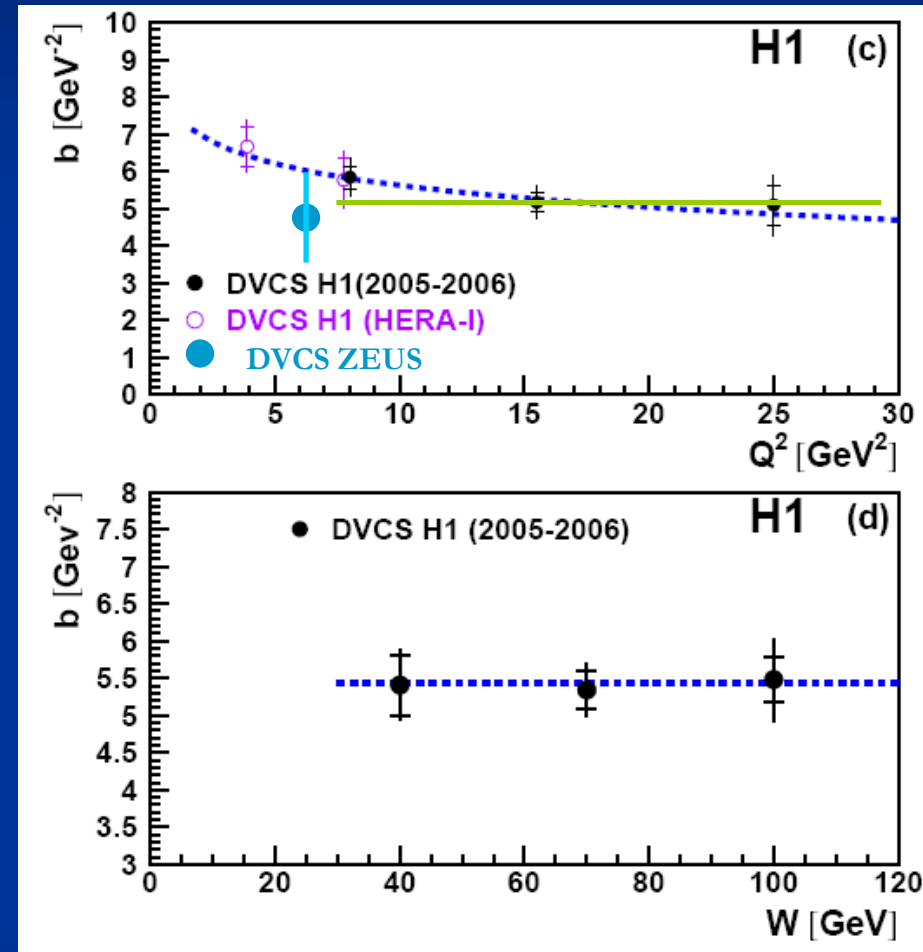 10
9
8
7
6
5
4
3
2
1
0
b [GeV⁻²]
H1 (c)
DVCS H1(2005-2006)
DVCS H1 (HERA-I)
DVCS ZEUS
0 5 10 15 20 25 30
Q² [GeV²]
8
7.5
7
6.5
6
5.5
5
4.5
4
3.5
3
b [Gev⁻²]
H1 (d)
DVCS H1 (2005-2006)
0 20 40 60 80 100 120
W [GeV]